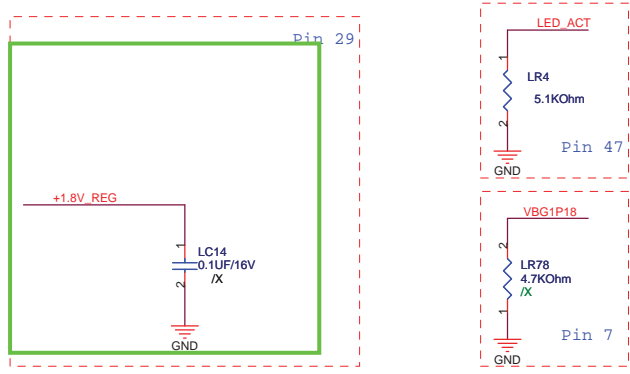 Pin 29
+1.8V_REG
1
LC14
0.1UF/16V
/X
2
GND
LED_ACT
1
LR4
5.1KOhm
2
Pin 47
GND
VBG1P18
2
LR78
4.7KOhm
/X
1
Pin 7
GND